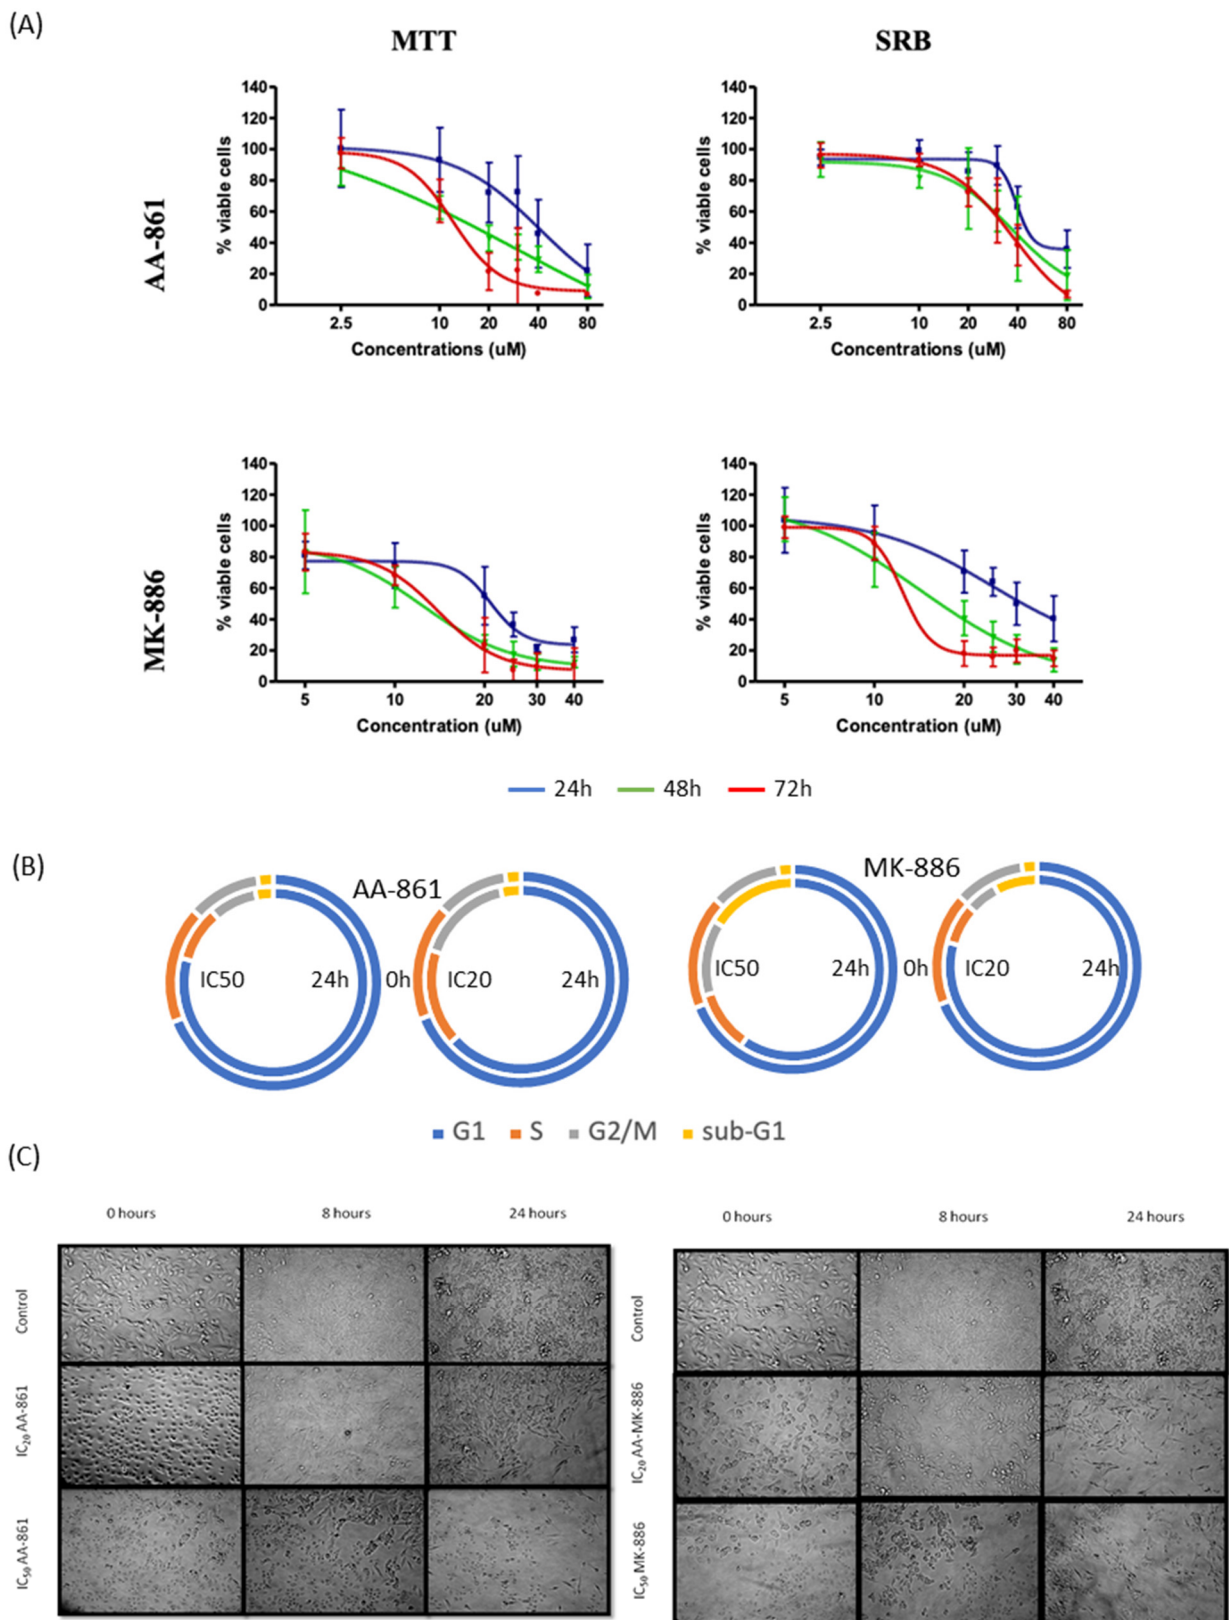 (A)
MTT
SRB
AA-861
% viable cells
140
120
100
80
60
40
20
0
2.5 10 20 40 80
Concentrations (uM)
% viable cells
140
120
100
80
60
40
20
0
2.5 10 20 40 80
Concentrations (uM)
MK-886
% viable cells
140
120
100
80
60
40
20
0
5 10 20 30 40
Concentration (uM)
% viable cells
140
120
100
80
60
40
20
0
5 10 20 30 40
Concentration (uM)
24h 48h 72h
(B)
AA-861
MK-886
IC50 24h 0h IC20 24h
IC50 24h 0h IC20 24h
G1 S G2/M sub-G1
(C)
0 hours 8 hours 24 hours
Control
IC20 AA-861
IC50 AA-861
0 hours 8 hours 24 hours
Control
IC20 AA-MK-886
IC50 MK-886